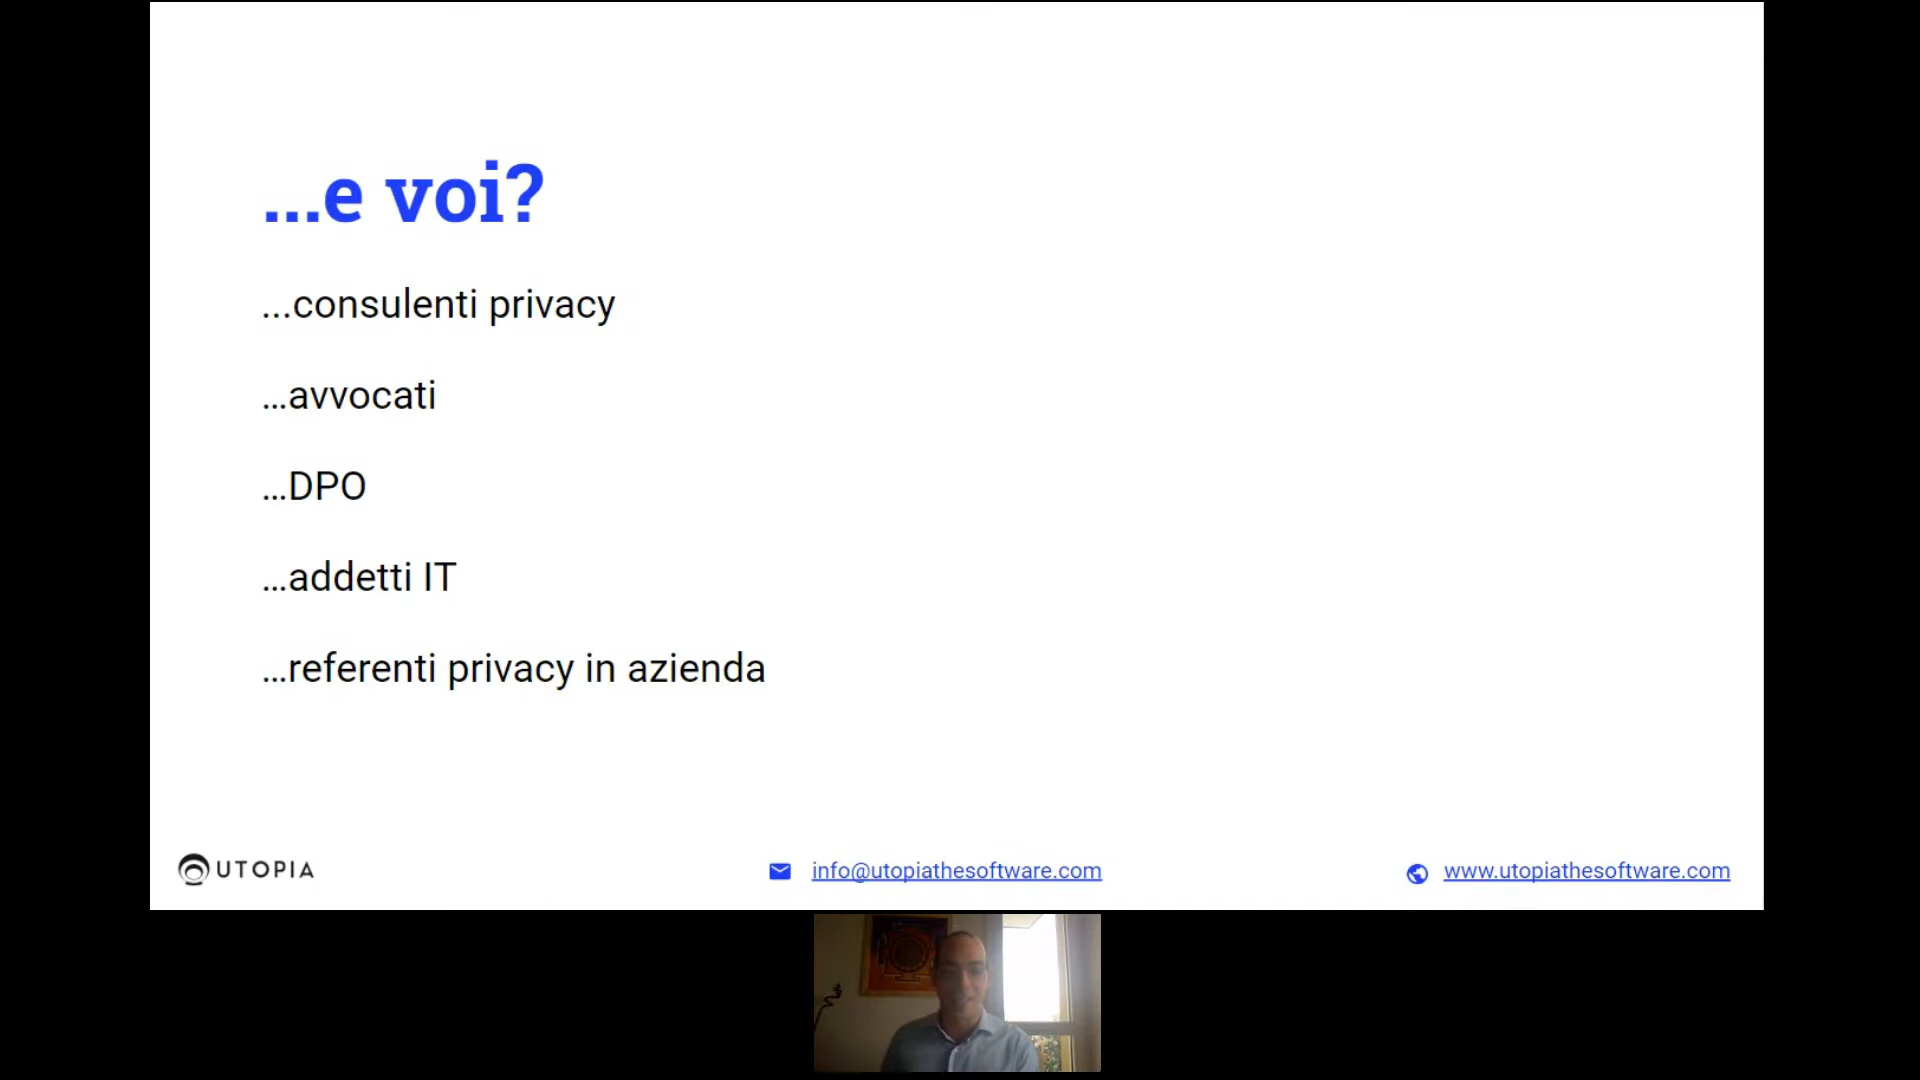 ...e voi?
...consulenti privacy
...avvocati
...DPO
...addetti IT
...referenti privacy in azienda
UTOPIA
info@utopiathesoftware.com
www.utopiathesoftware.com